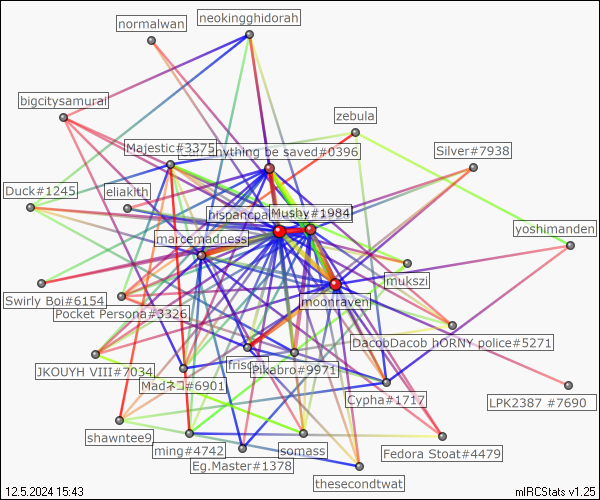 normalwan
neokingghidorah
bigcitysamurai
zebula
Majestic#3375
anything be saved#0396
Silver#7938
Duck#1245
eliakith
hispancpa
Mushy#1984
yoshimanden
marcemadness
mukszi
Swirly Boi#6154
Pocket Persona#3326
moonraven
DacobDacob hORNY police#5271
JKOUYH VIII#7034
frisco
Pikabro#9971
Madネコ#6901
Cypha#1717
LPK2387 #7690
shawntee9
ming#4742
somass
Fedora Stoat#4479
Eg.Master#1378
thesecondtwat
12.5.2024 15:43
mIRCStats v1.25